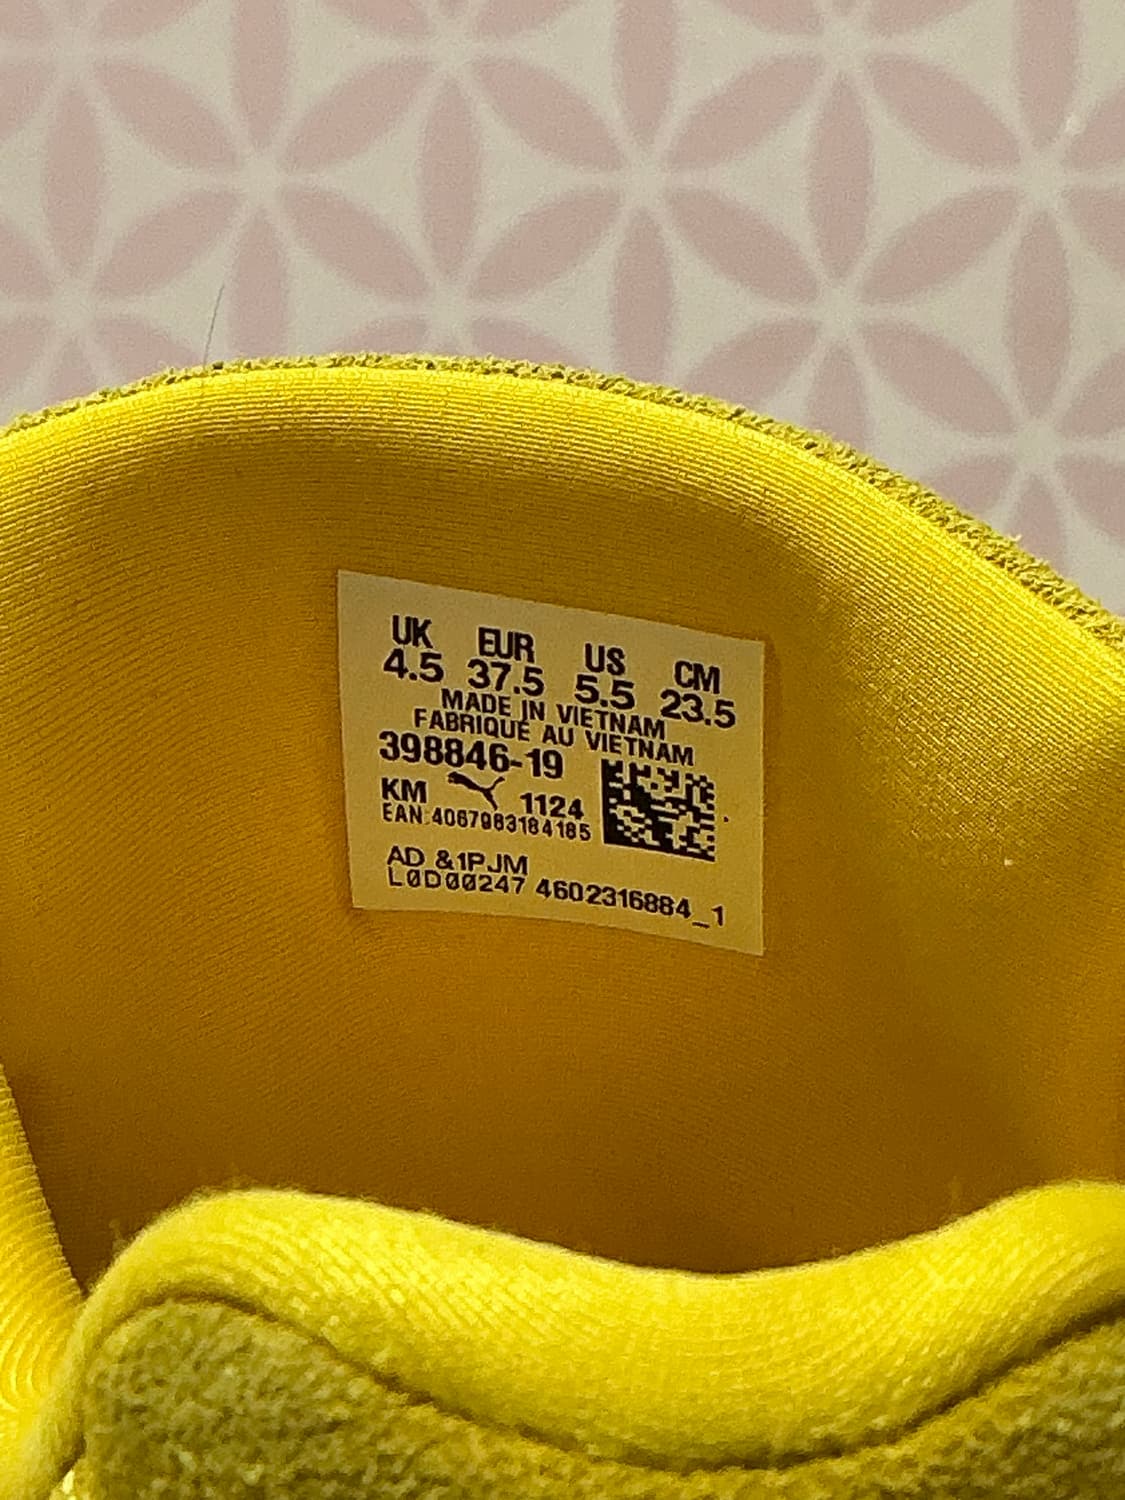 UK EUR US CM
4.5 37.5 5.5 23.5
MADE IN VIETNAM
FABRIQUE AU VIETNAM
398846-19
KM 1124
EAN:4067983184185
AD &1PJM
L0D00247 4602316884_1